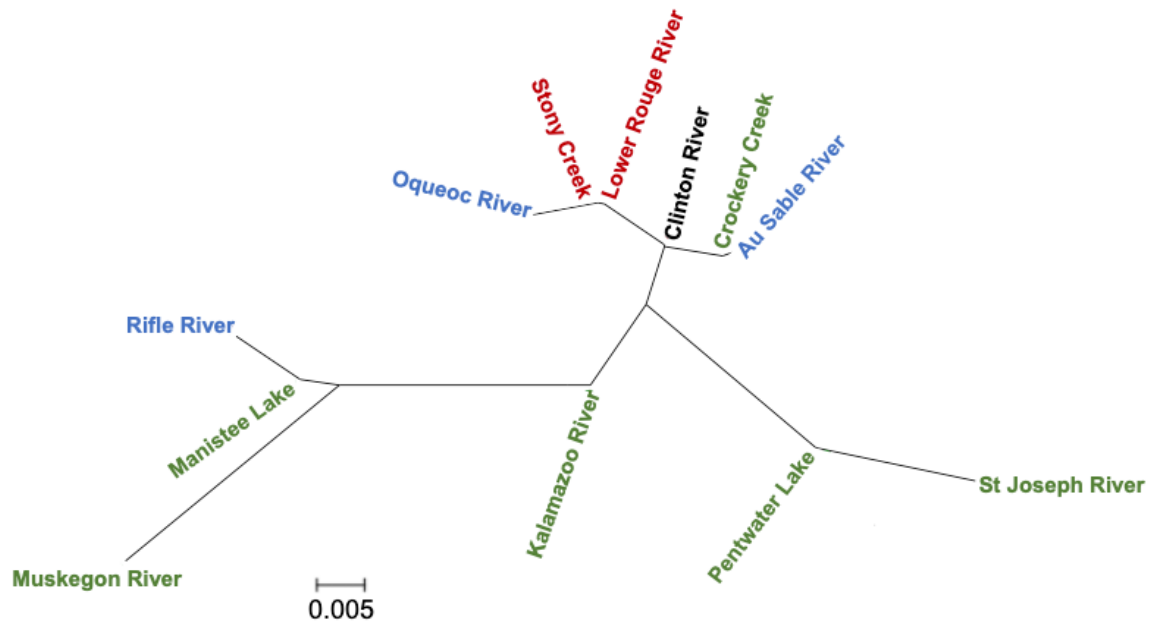 Stony Creek
Lower Rouge River
Clinton River
Crockery Creek
Au Sable River
Oqueoc River
Rifle River
Manistee Lake
Kalamazoo River
Pentwater Lake
St Joseph River
Muskegon River
0.005